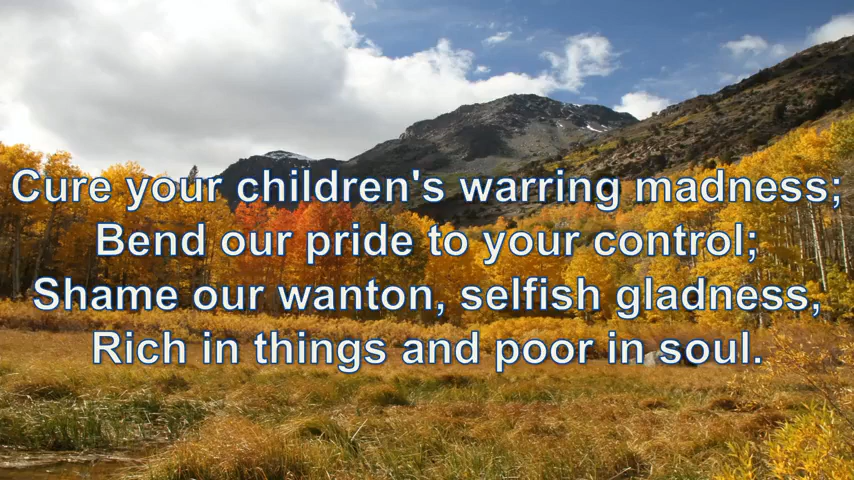 Cure your children's warring madness;
Bend our pride to your control;
Shame our wanton, selfish gladness,
Rich in things and poor in soul.